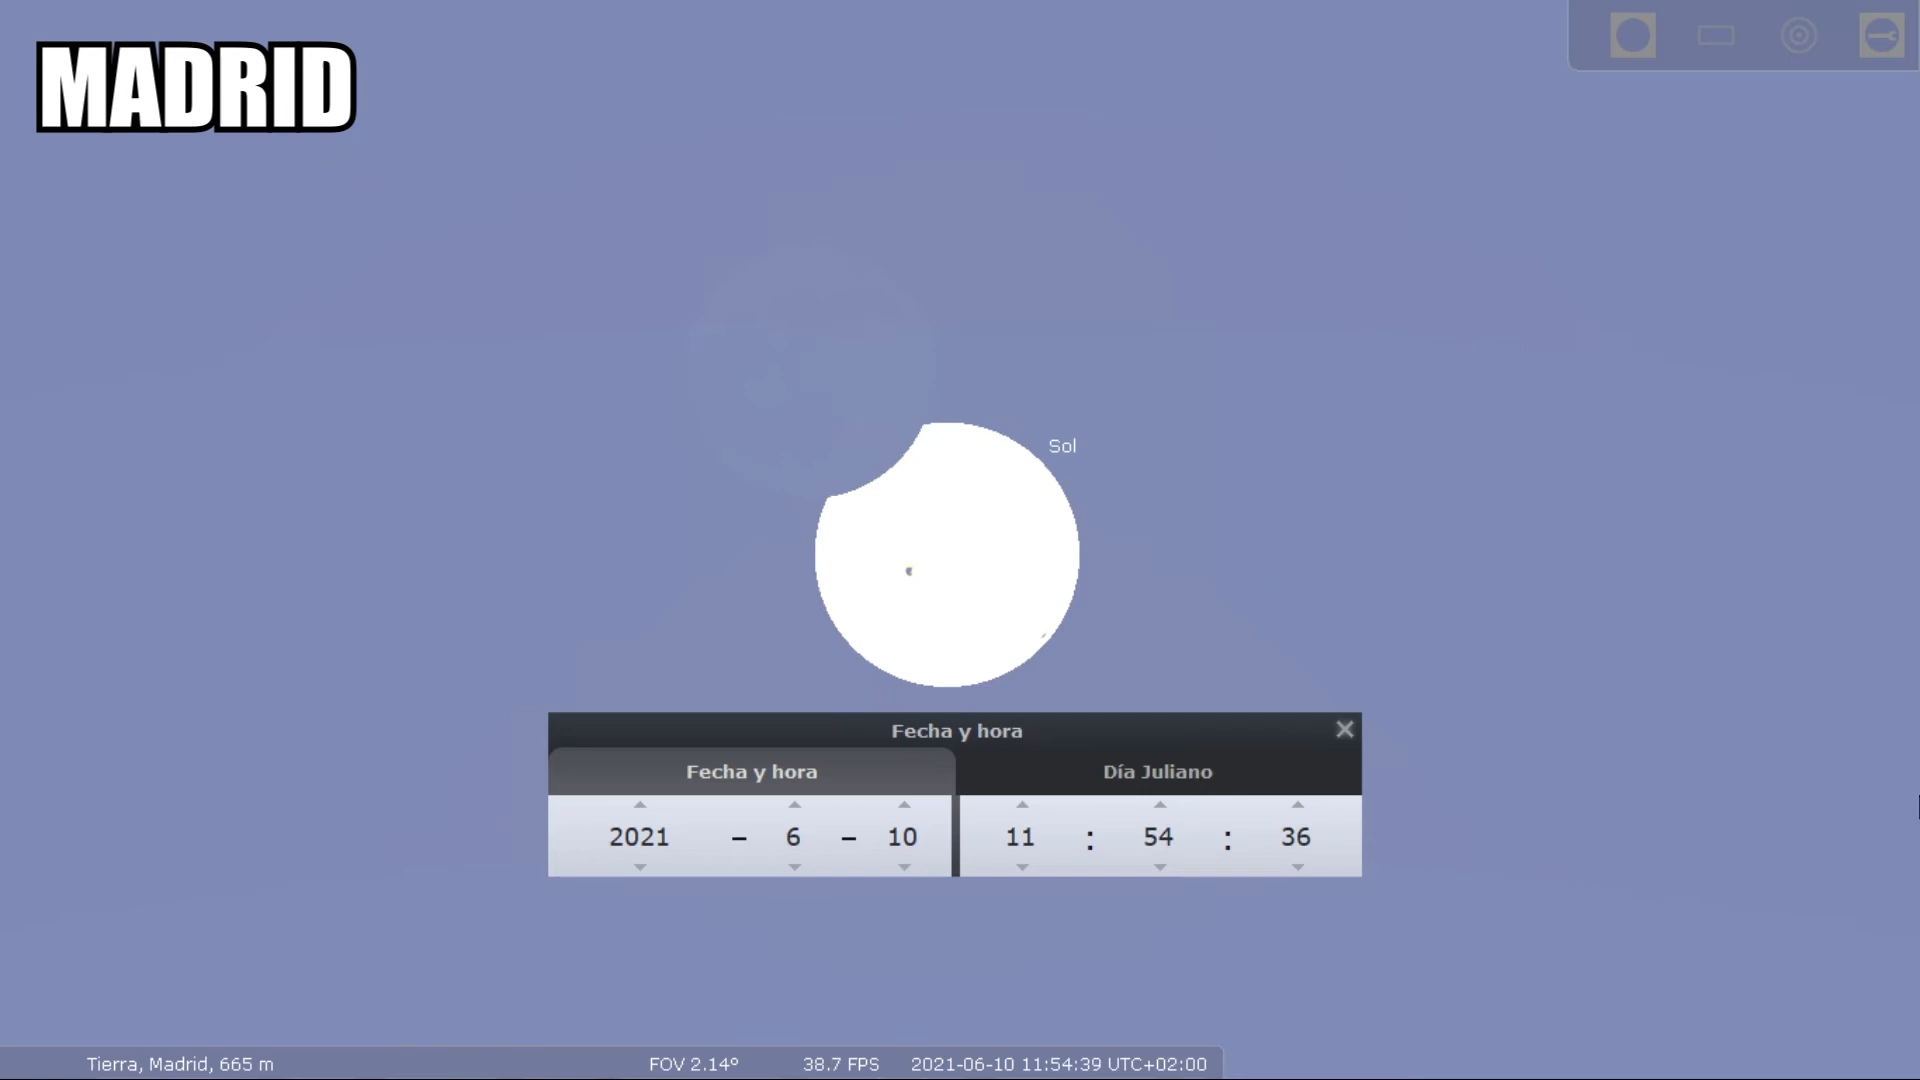 MADRID
Sol
Fecha y hora
Fecha y hora Día Juliano
2021 - 6 - 10 11 : 54 : 36
Tierra, Madrid, 665 m FOV 2.14° 38.7 FPS 2021-06-10 11:54:39 UTC+02:00